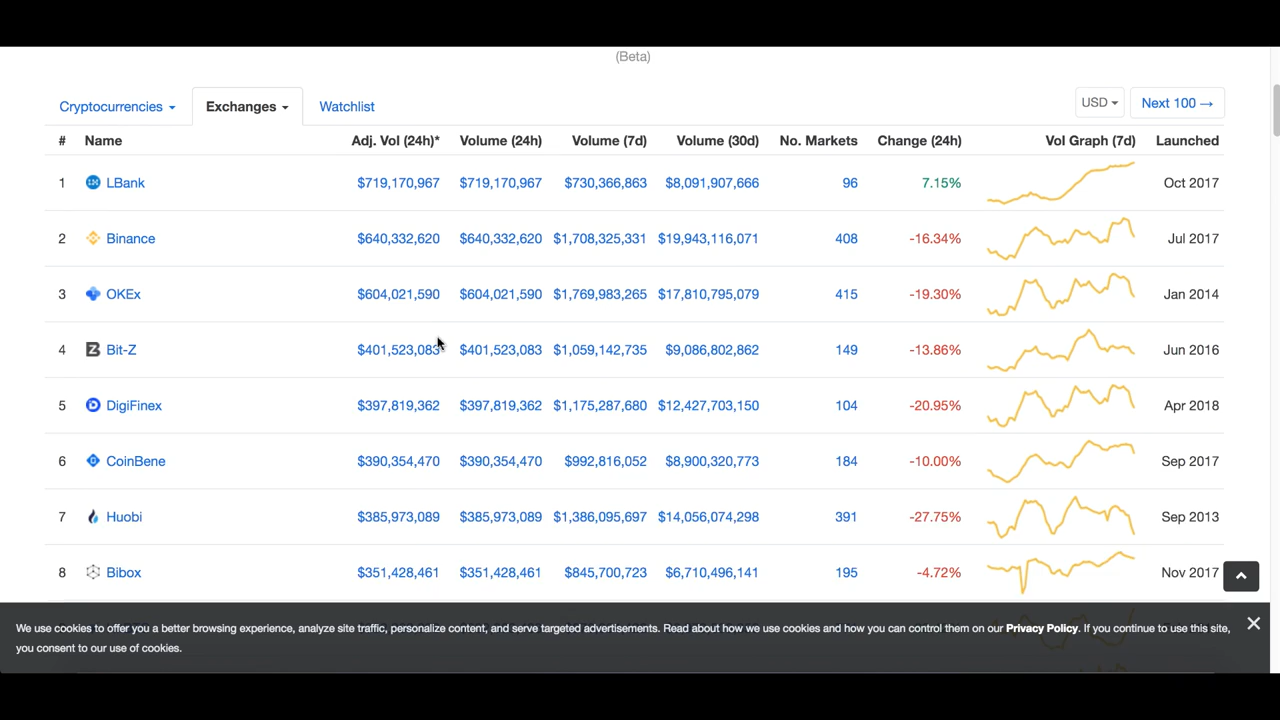 (Beta)
Cryptocurrencies Exchanges Watchlist USD Next 100 →
# Name Adj. Vol (24h)* Volume (24h) Volume (7d) Volume (30d) No. Markets Change (24h) Vol Graph (7d) Launched
1 LBank $719,170,967 $719,170,967 $730,366,863 $8,091,907,666 96 7.15% Oct 2017
2 Binance $640,332,620 $640,332,620 $1,708,325,331 $19,943,116,071 408 -16.34% Jul 2017
3 OKEx $604,021,590 $604,021,590 $1,769,983,265 $17,810,795,079 415 -19.30% Jan 2014
4 Bit-Z $401,523,083 $401,523,083 $1,059,142,735 $9,086,802,862 149 -13.86% Jun 2016
5 DigiFinex $397,819,362 $397,819,362 $1,175,287,680 $12,427,703,150 104 -20.95% Apr 2018
6 CoinBene $390,354,470 $390,354,470 $992,816,052 $8,900,320,773 184 -10.00% Sep 2017
7 Huobi $385,973,089 $385,973,089 $1,386,095,697 $14,056,074,298 391 -27.75% Sep 2013
8 Bibox $351,428,461 $351,428,461 $845,700,723 $6,710,496,141 195 -4.72% Nov 2017
We use cookies to offer you a better browsing experience, analyze site traffic, personalize content, and serve targeted advertisements. Read about how we use cookies and how you can control them on our Privacy Policy. If you continue to use this site,
you consent to our use of cookies.